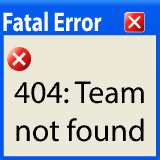 Fatal Error
404: Team
not found